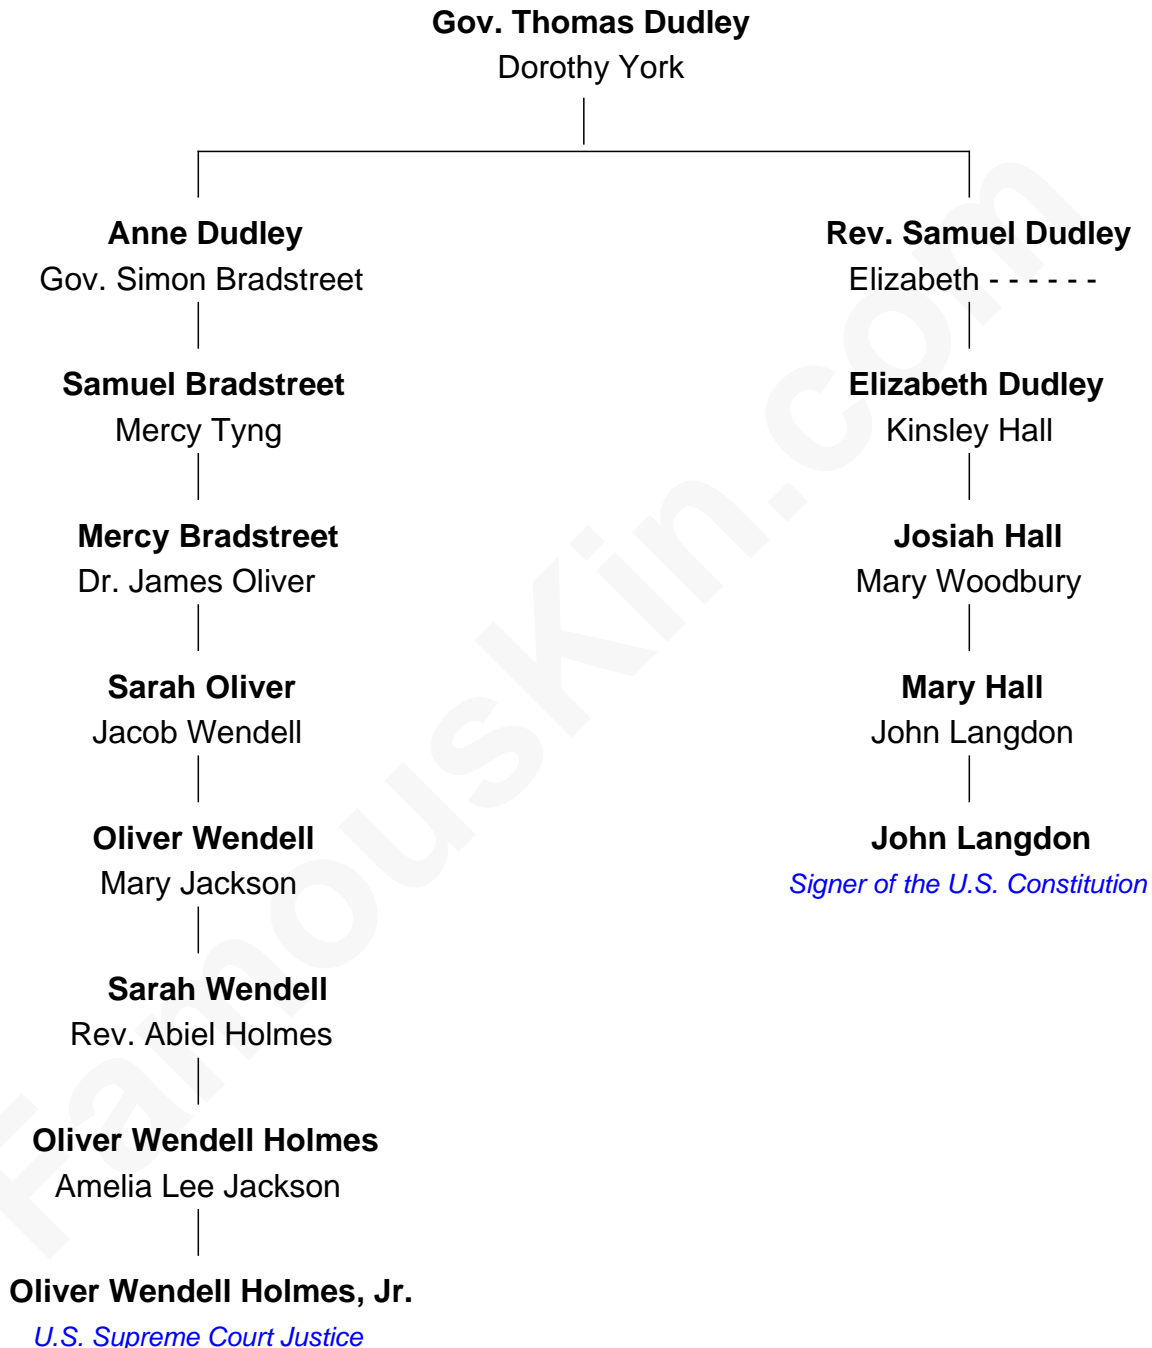 Gov. Thomas Dudley
Dorothy York
Anne Dudley
Gov. Simon Bradstreet
Samuel Bradstreet
Mercy Tyng
Mercy Bradstreet
Dr. James Oliver
Sarah Oliver
Jacob Wendell
Oliver Wendell
Mary Jackson
Sarah Wendell
Rev. Abiel Holmes
Oliver Wendell Holmes
Amelia Lee Jackson
Oliver Wendell Holmes, Jr.
U.S. Supreme Court Justice
Rev. Samuel Dudley
Elizabeth - - - - - -
Elizabeth Dudley
Kinsley Hall
Josiah Hall
Mary Woodbury
Mary Hall
John Langdon
John Langdon
Signer of the U.S. Constitution
FamousKin.com